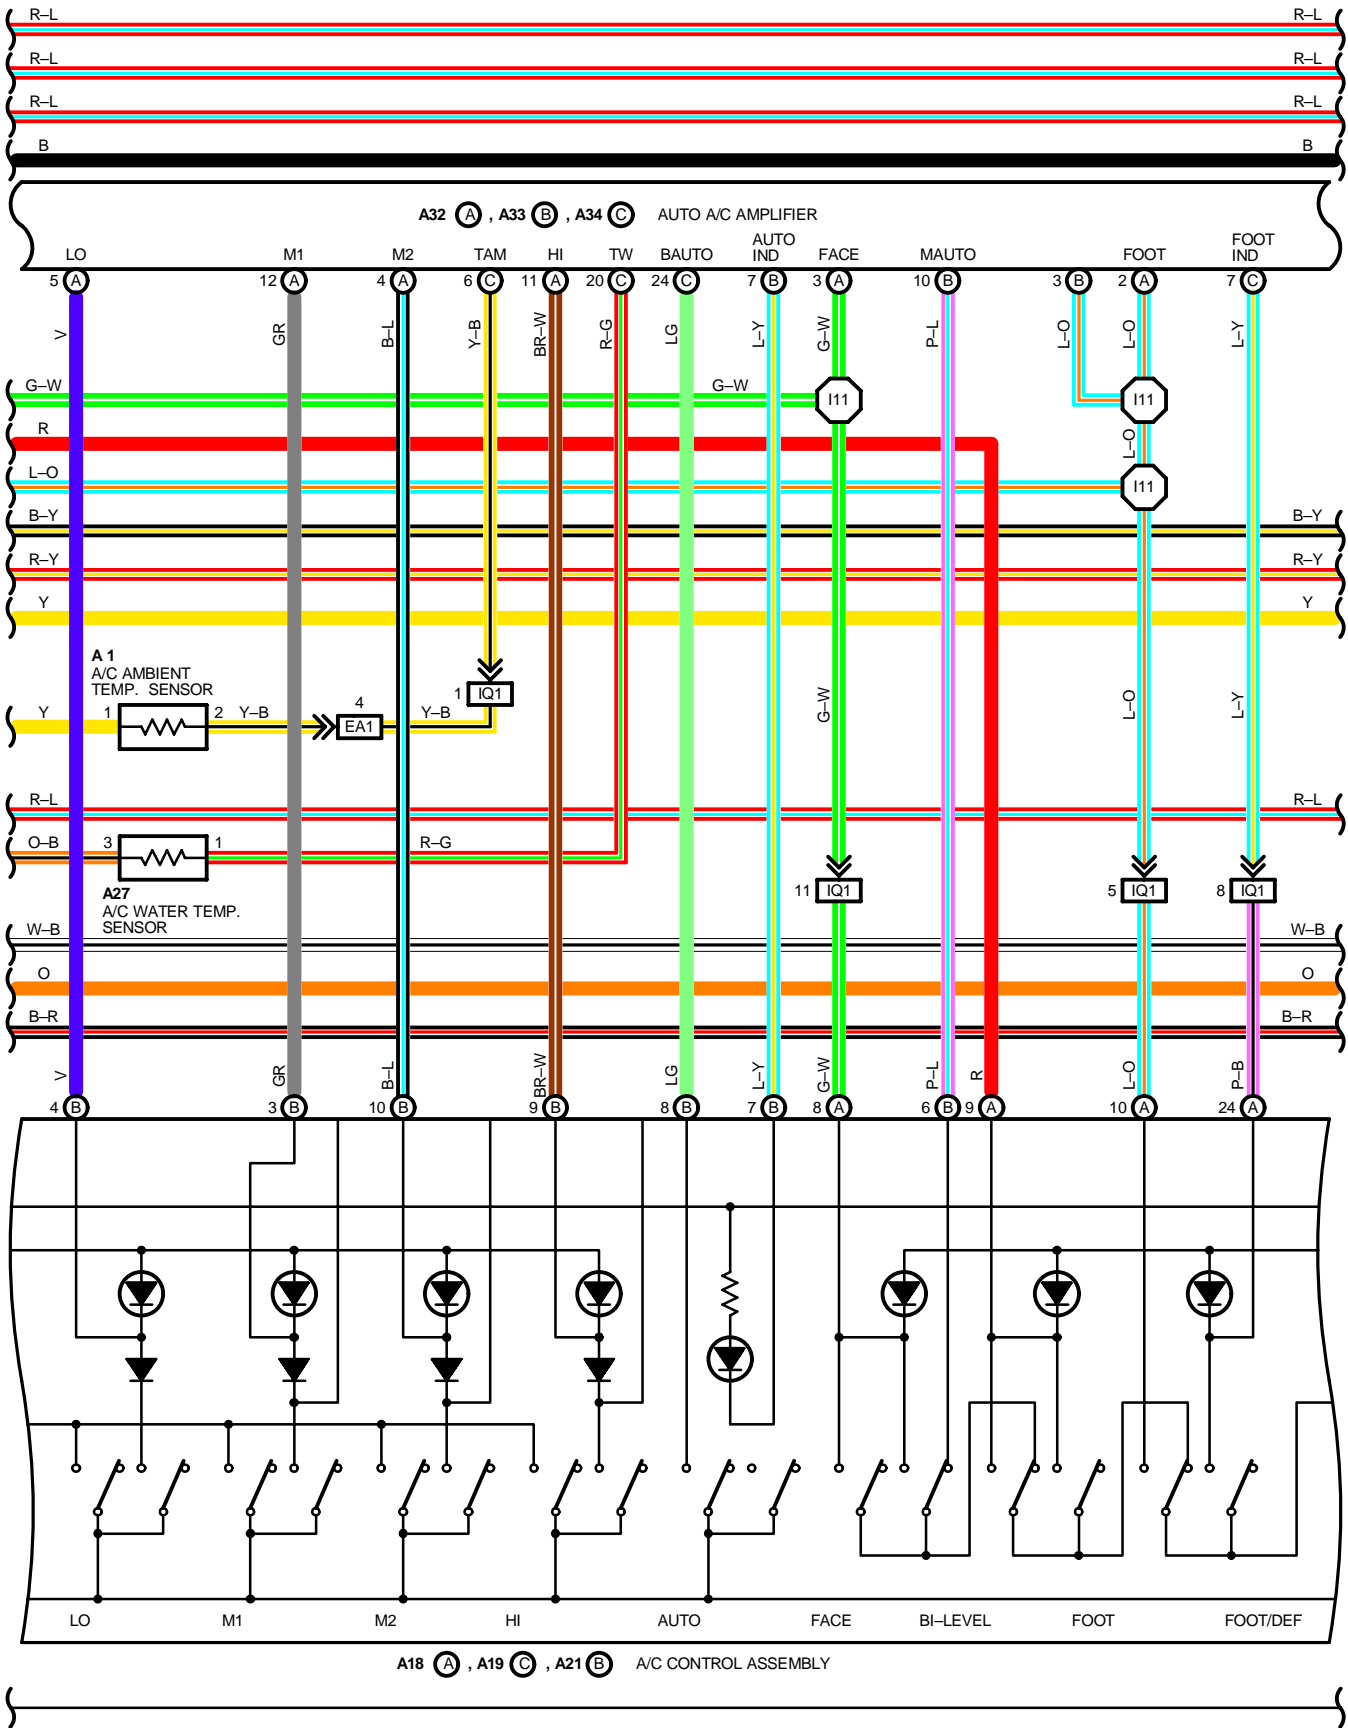 R–L R–L
R–L R–L
R–L R–L
B B
A32 A , A33 B , A34 C AUTO A/C AMPLIFIER
LO M1 M2 TAM HI TW BAUTO AUTO IND FACE MAUTO FOOT FOOT IND
5 A 12 A 4 A 6 C 11 A 20 C 24 C 7 B 3 A 10 B 3 B 2 A 7 C
V GR B–L Y–B BR–W R–G LG L–Y G–W P–L L–O L–O L–Y
G–W G–W I11 I11
R L–O
L–O I11
B–Y B–Y
R–Y R–Y
Y Y
A 1
A/C AMBIENT
TEMP. SENSOR
1 IQ1
Y 1 2 Y–B 4 EA1 Y–B G–W L–O L–Y
R–L R–L
O–B 3 1 R–G
A27
A/C WATER TEMP.
SENSOR
11 IQ1 5 IQ1 8 IQ1
W–B W–B
O O
B–R B–R
V GR B–L BR–W LG L–Y G–W P–L R L–O P–B
4 B 3 B 10 B 9 B 8 B 7 B 8 A 6 B 9 A 10 A 24 A
LO M1 M2 HI AUTO FACE BI–LEVEL FOOT FOOT/DEF
A18 A , A19 C , A21 B A/C CONTROL ASSEMBLY